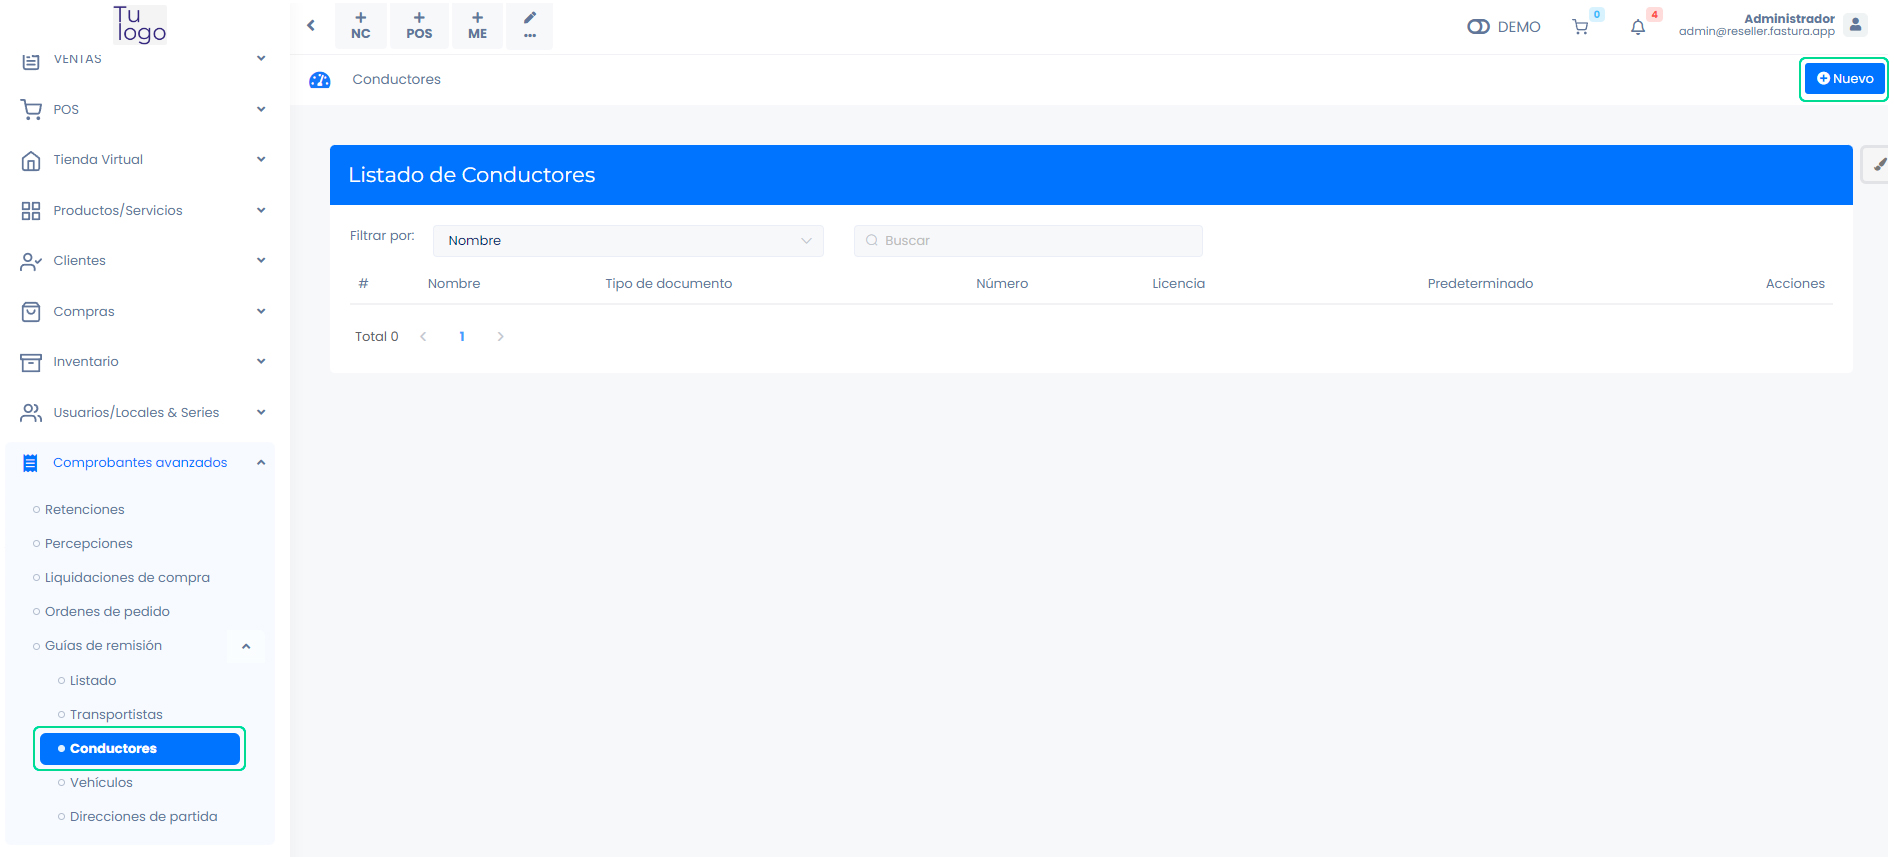 Tu
logo
NC
POS
ME
...
DEMO
0
4
Administrador
admin@reseller.fastura.app
VENTAS
POS
Tienda Virtual
Productos/Servicios
Clientes
Compras
Inventario
Usuarios/Locales & Series
Comprobantes avanzados
Retenciones
Percepciones
Liquidaciones de compra
Ordenes de pedido
Guías de remisión
Listado
Transportistas
Conductores
Vehículos
Direcciones de partida
Conductores
Nuevo
Listado de Conductores
Filtrar por: Nombre Buscar
# Nombre Tipo de documento Número Licencia Predeterminado Acciones
Total 0 1